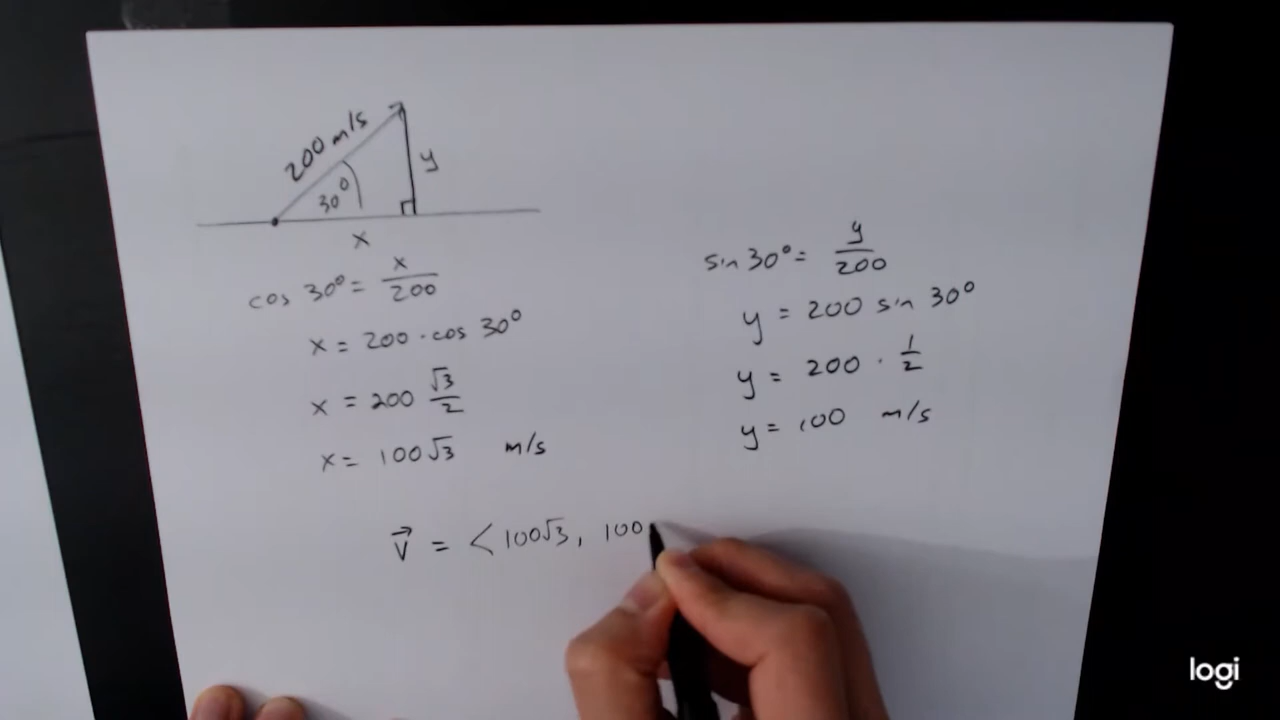 200 m/s
y
30°
x
cos 30° = x/200
x = 200 · cos 30°
x = 200 √3/2
x = 100√3 m/s
sin 30° = y/200
y = 200 sin 30°
y = 200 · 1/2
y = 100 m/s
v⃗ = <100√3, 100
logi